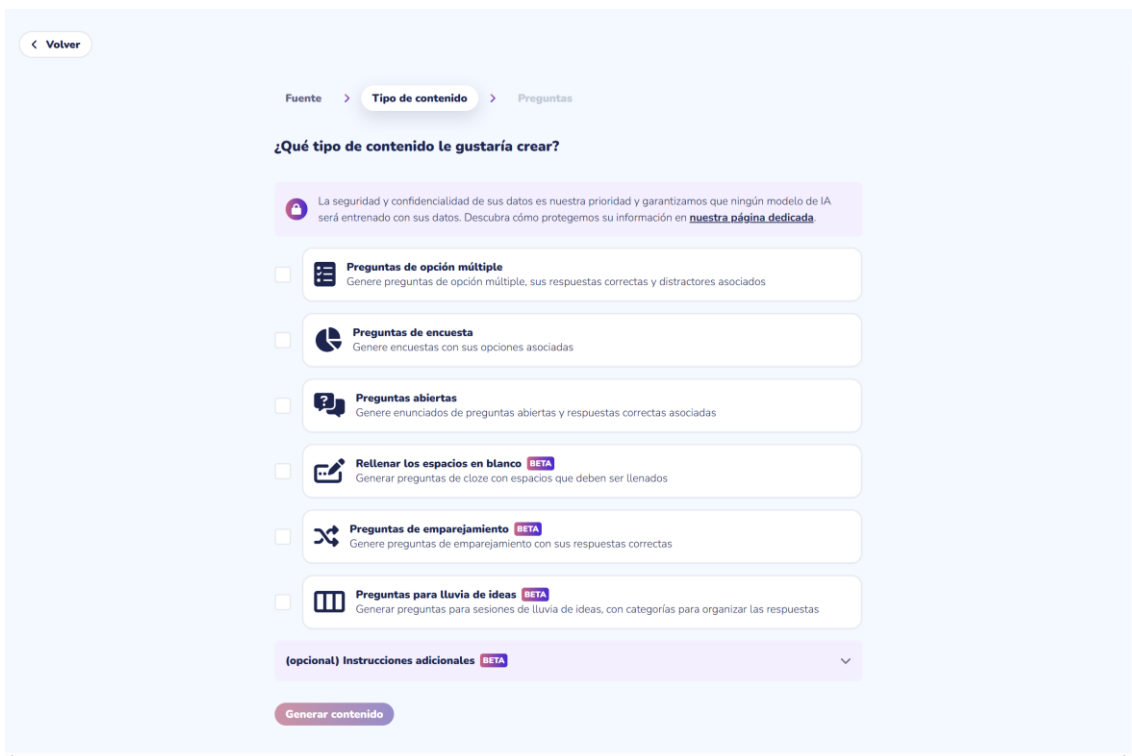 Volver
Fuente > Tipo de contenido > Preguntas
¿Qué tipo de contenido le gustaría crear?
La seguridad y confidencialidad de sus datos es nuestra prioridad y garantizamos que ningún modelo de IA
será entrenado con sus datos. Descubra cómo protegemos su información en nuestra página dedicada.
Preguntas de opción múltiple
Genere preguntas de opción múltiple, sus respuestas correctas y distractores asociados
Preguntas de encuesta
Genere encuestas con sus opciones asociadas
Preguntas abiertas
Genere enunciados de preguntas abiertas y respuestas correctas asociadas
Rellenar los espacios en blanco BETA
Generar preguntas de cloze con espacios que deben ser llenados
Preguntas de emparejamiento BETA
Genere preguntas de emparejamiento con sus respuestas correctas
Preguntas para lluvia de ideas BETA
Generar preguntas para sesiones de lluvia de ideas, con categorías para organizar las respuestas
(opcional) Instrucciones adicionales BETA
Generar contenido